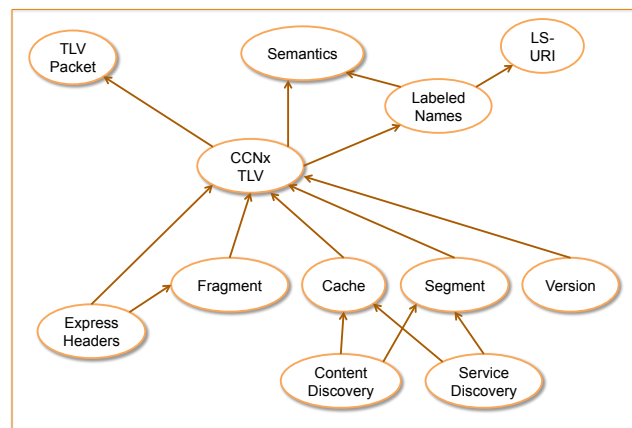 TLV
Packet
Semantics
LS-
URI
Labeled
Names
CCNx
TLV
Fragment
Cache
Segment
Version
Express
Headers
Content
Discovery
Service
Discovery